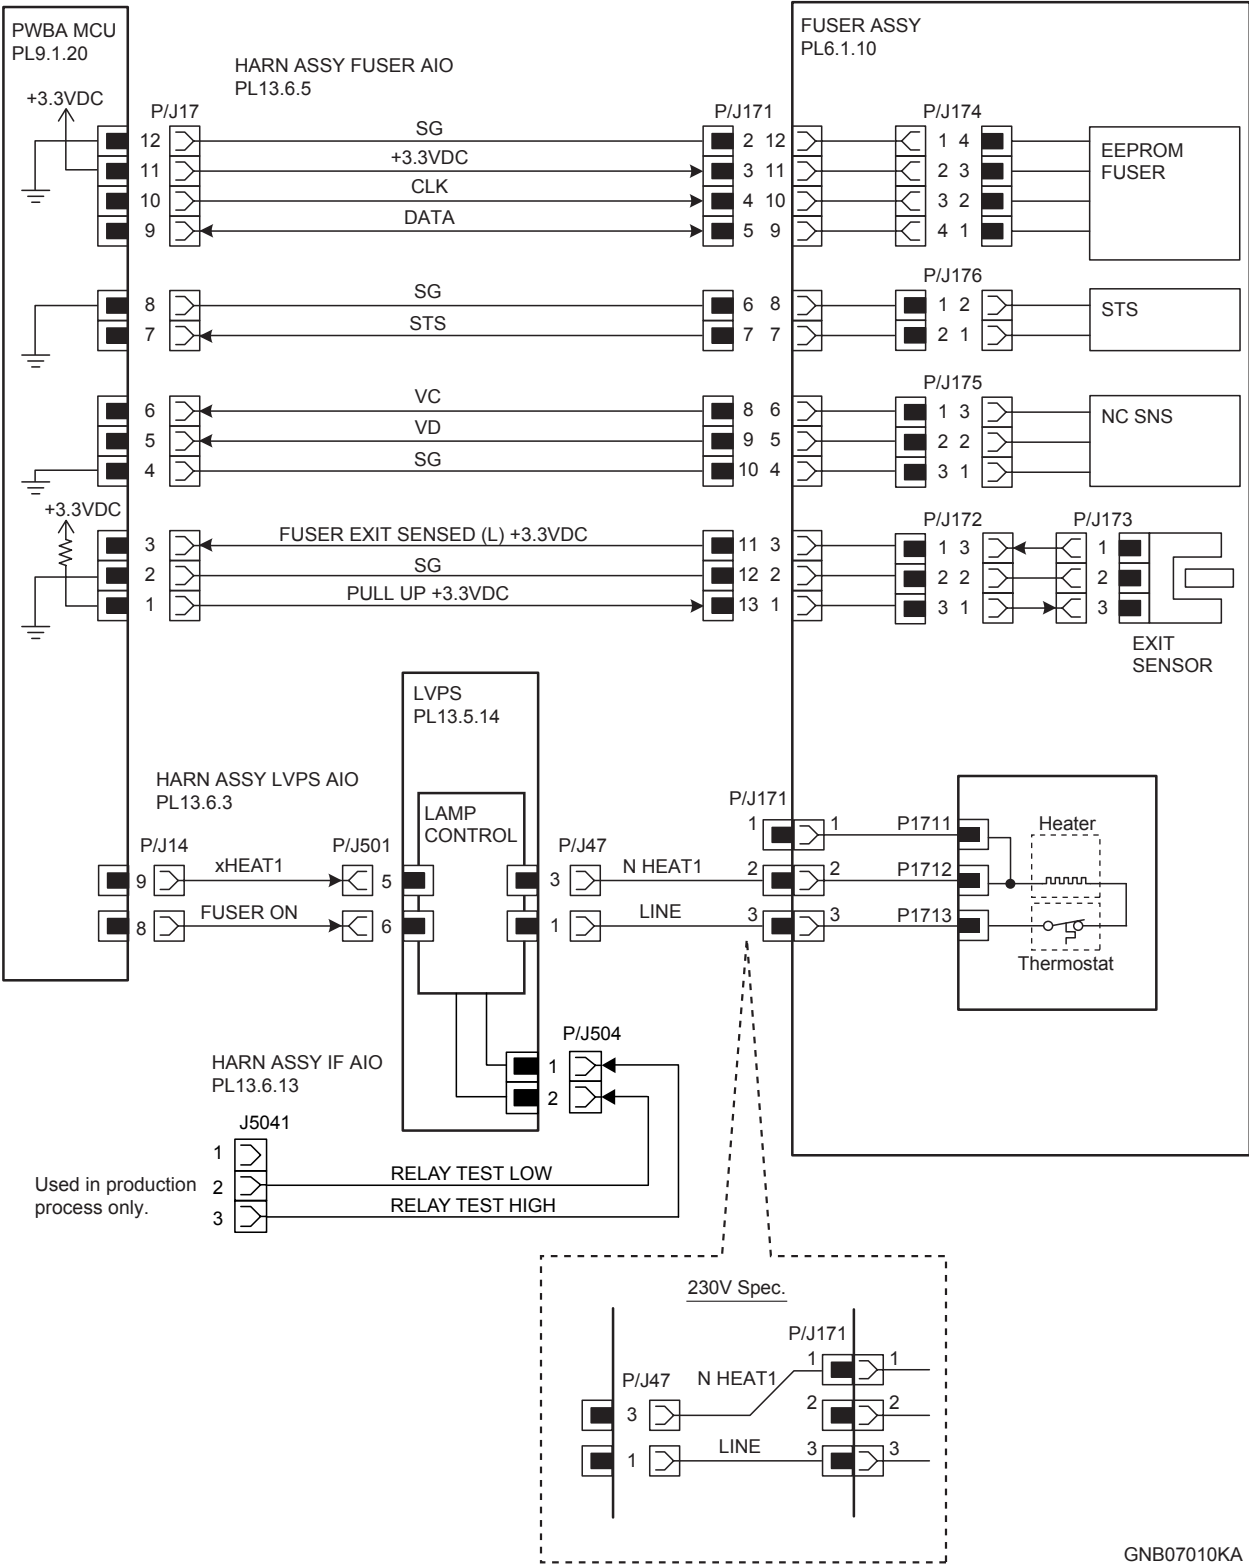 PWBA MCU
PL9.1.20
FUSER ASSY
PL6.1.10
HARN ASSY FUSER AIO
PL13.6.5
+3.3VDC
P/J17 P/J171 P/J174
12 SG 2 12 1 4
11 +3.3VDC 3 11 2 3
10 CLK 4 10 3 2
9 DATA 5 9 4 1
EEPROM
FUSER
P/J176
8 SG 6 8 1 2
7 STS 7 7 2 1
STS
P/J175
6 VC 8 6 1 3
5 VD 9 5 2 2
4 SG 10 4 3 1
NC SNS
+3.3VDC
P/J172 P/J173
3 FUSER EXIT SENSED (L) +3.3VDC 11 3 1 3 1
2 SG 12 2 2 2 2
1 PULL UP +3.3VDC 13 1 3 1 3
EXIT
SENSOR
LVPS
PL13.5.14
HARN ASSY LVPS AIO
PL13.6.3
LAMP
CONTROL
P/J14 P/J501 P/J47 P/J171
1 1 P1711
9 xHEAT1 5 3 N HEAT1 2 2 P1712
8 FUSER ON 6 1 LINE 3 3 P1713
Heater
Thermostat
P/J504
1
2
HARN ASSY IF AIO
PL13.6.13
J5041
1
2 RELAY TEST LOW
3 RELAY TEST HIGH
Used in production
process only.
230V Spec.
P/J171
P/J47
1 1
3 N HEAT1 2 2
1 LINE 3 3
GNB07010KA